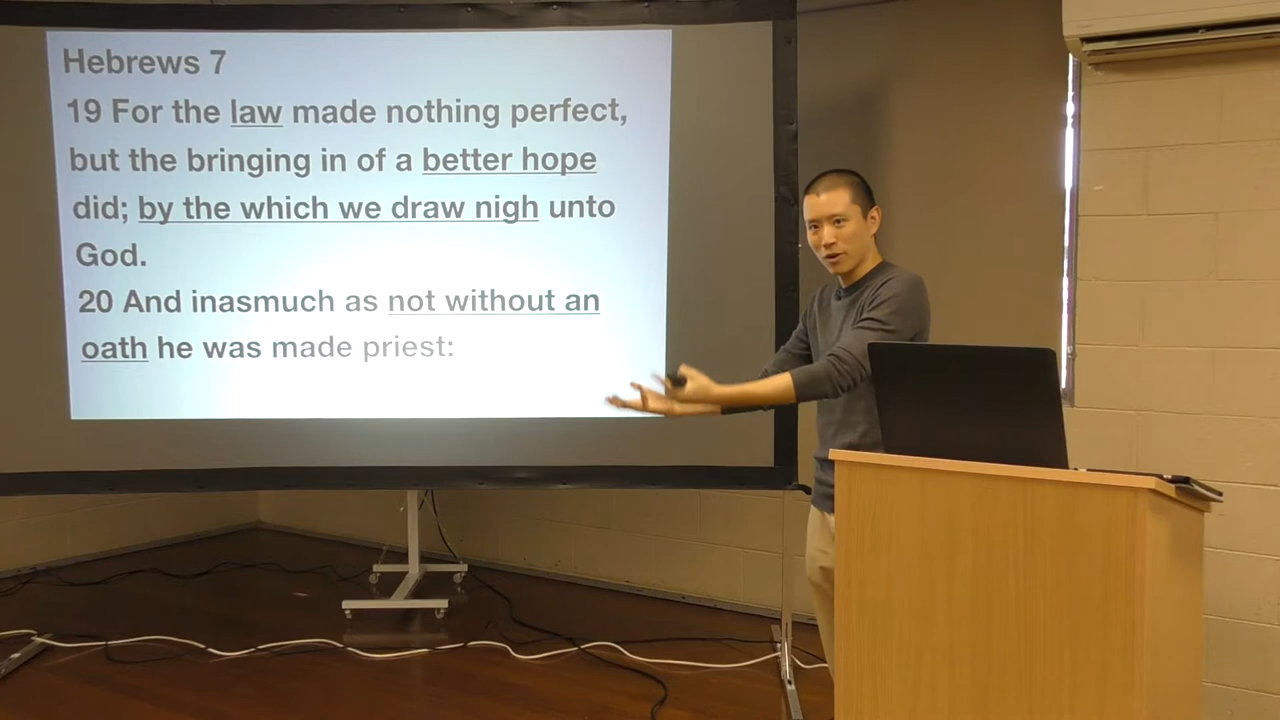 Hebrews 7
19 For the law made nothing perfect,
but the bringing in of a better hope
did; by the which we draw nigh unto
God.
20 And inasmuch as not without an
oath he was made priest: